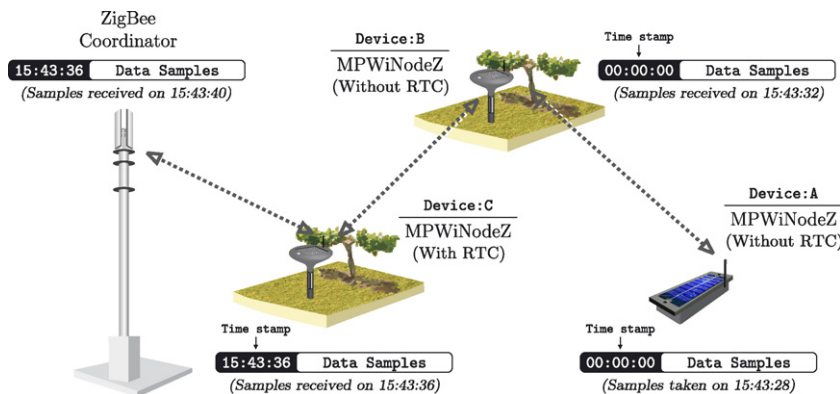 ZigBee
Coordinator
15:43:36 Data Samples
(Samples received on 15:43:40)
Device:B
MPWiNodeZ
(Without RTC)
Time stamp
00:00:00 Data Samples
(Samples received on 15:43:32)
Device:C
MPWiNodeZ
(With RTC)
Device:A
MPWiNodeZ
(Without RTC)
Time stamp
15:43:36 Data Samples
(Samples received on 15:43:36)
Time stamp
00:00:00 Data Samples
(Samples taken on 15:43:28)